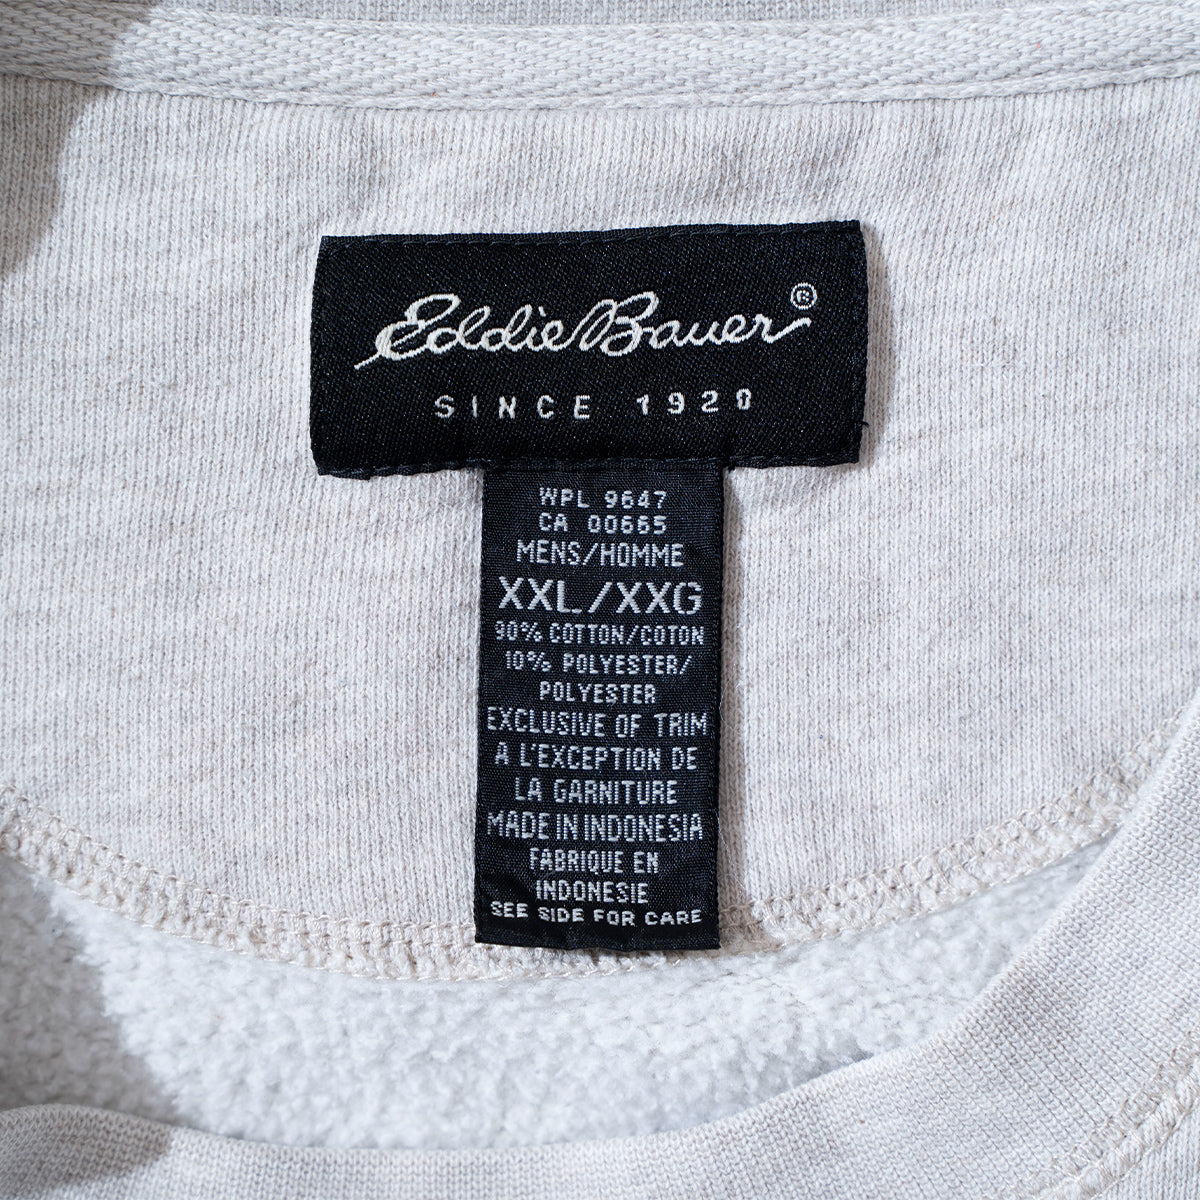 Eddie Bauer®
SINCE 1920
WPL 9647
CA 00665
MENS/HOMME
XXL/XXG
90% COTTON/COTON
10% POLYESTER/
POLYESTER
EXCLUSIVE OF TRIM
A L'EXCEPTION DE
LA GARNITURE
MADE IN INDONESIA
FABRIQUE EN
INDONESIE
SEE SIDE FOR CARE